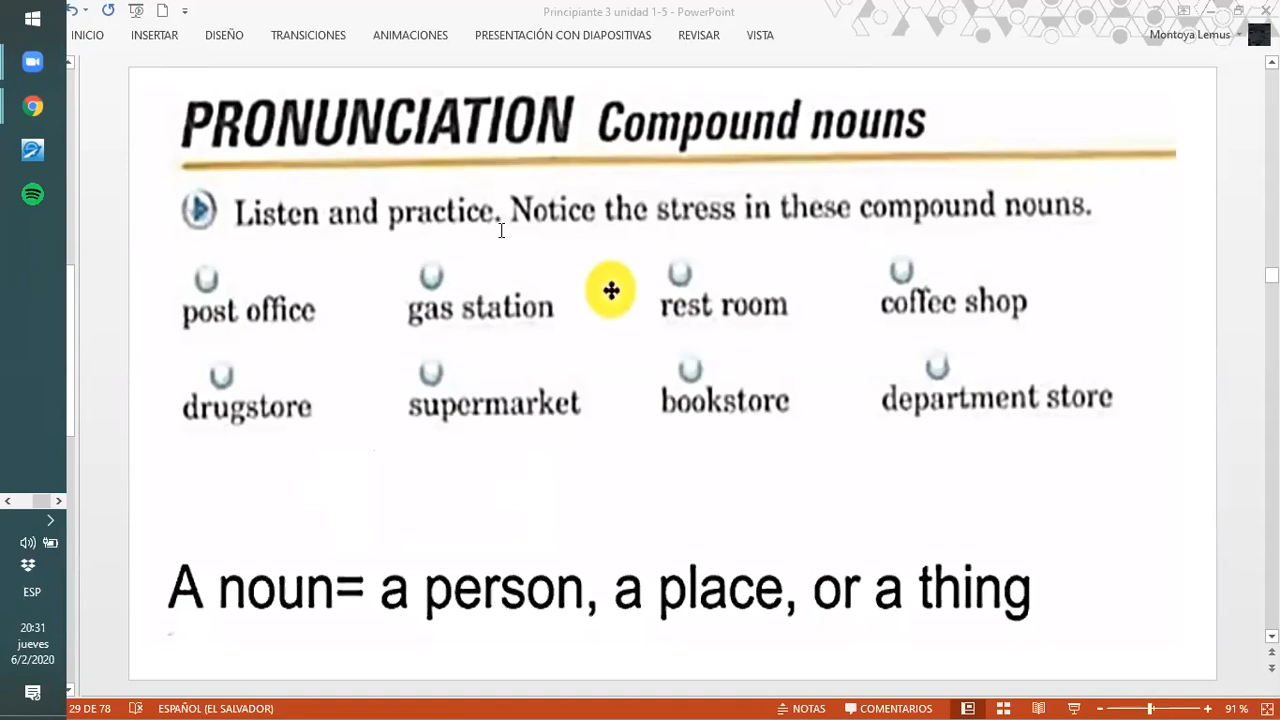 Principiante 3 unidad 1-5 - PowerPoint
INICIO INSERTAR DISEÑO TRANSICIONES ANIMACIONES PRESENTACIÓN CON DIAPOSITIVAS REVISAR VISTA Montoya Lemus
PRONUNCIATION Compound nouns
Listen and practice. Notice the stress in these compound nouns.
post office gas station rest room coffee shop
drugstore supermarket bookstore department store
A noun= a person, a place, or a thing
ESP
20:31
jueves
6/2/2020
29 DE 78 ESPAÑOL (EL SALVADOR) NOTAS COMENTARIOS 91 %